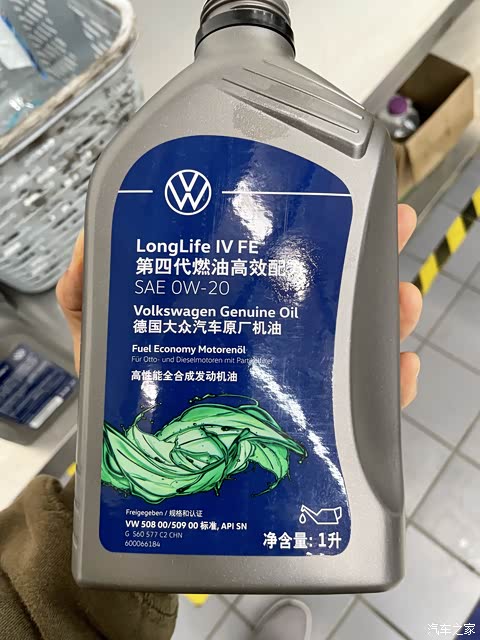 LongLife IV FE
第四代燃油高效配方
SAE 0W-20
Volkswagen Genuine Oil
德国大众汽车原厂机油
Fuel Economy Motorenöl
Für Otto- und Dieselmotoren mit Partikelfilter
高性能全合成发动机油
Freigegeben / 规格和认证
VW 508 00/509 00 标准, API SN
G S60 577 C2 CHN
600066184
净含量: 1升
汽车之家